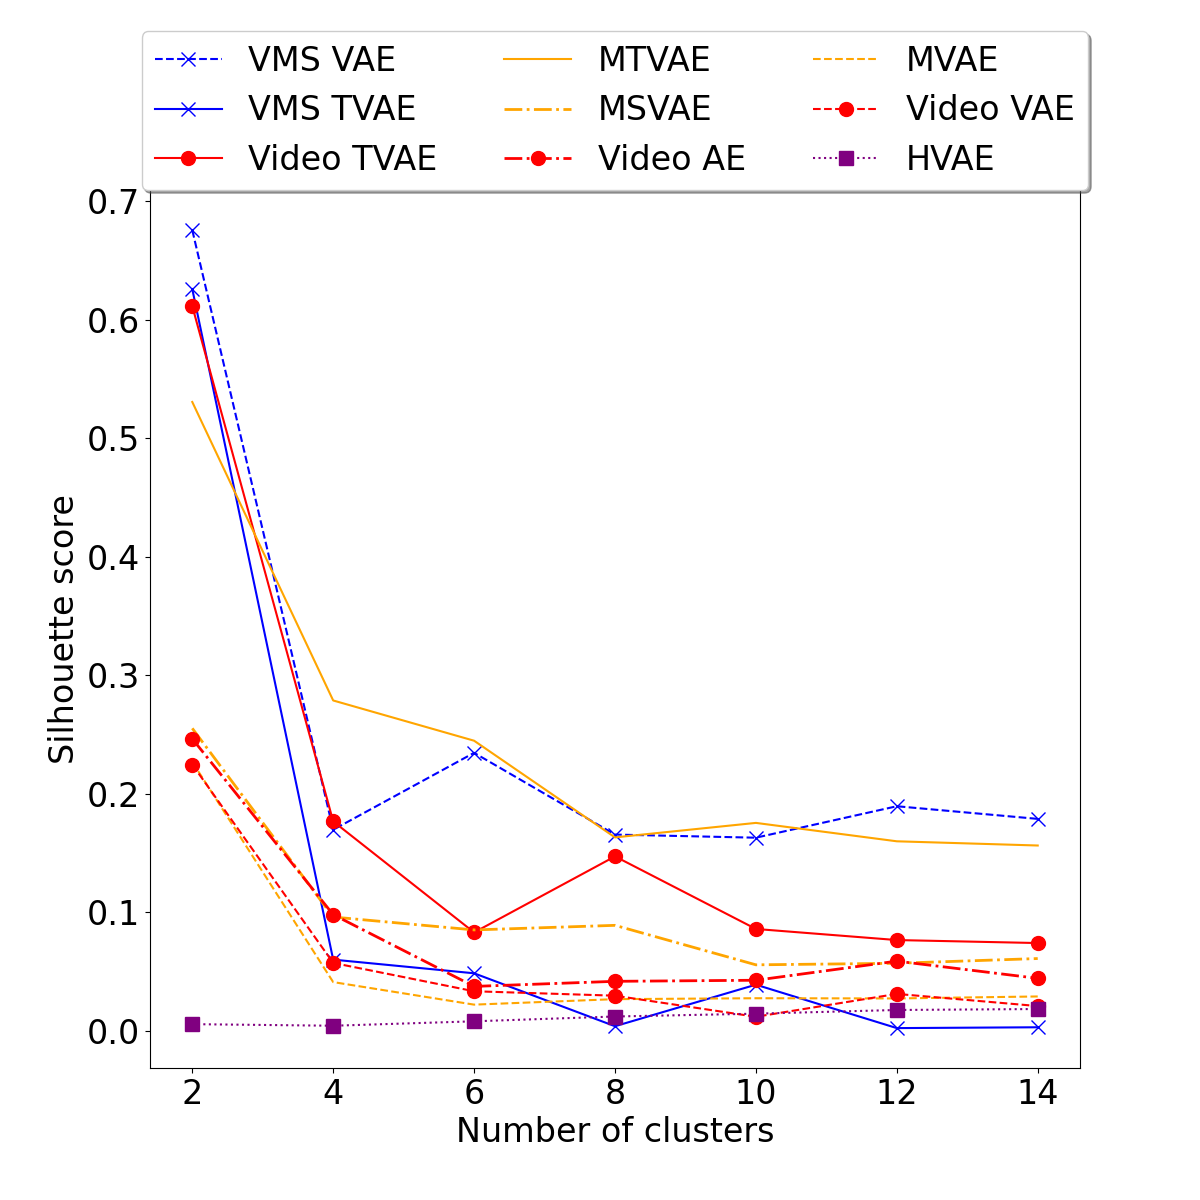 VMS VAE MTVAE MVAE
VMS TVAE MSVAE Video VAE
Video TVAE Video AE HVAE
0.7
0.6
0.5
0.4
0.3
0.2
0.1
0.0
Silhouette score
2 4 6 8 10 12 14
Number of clusters